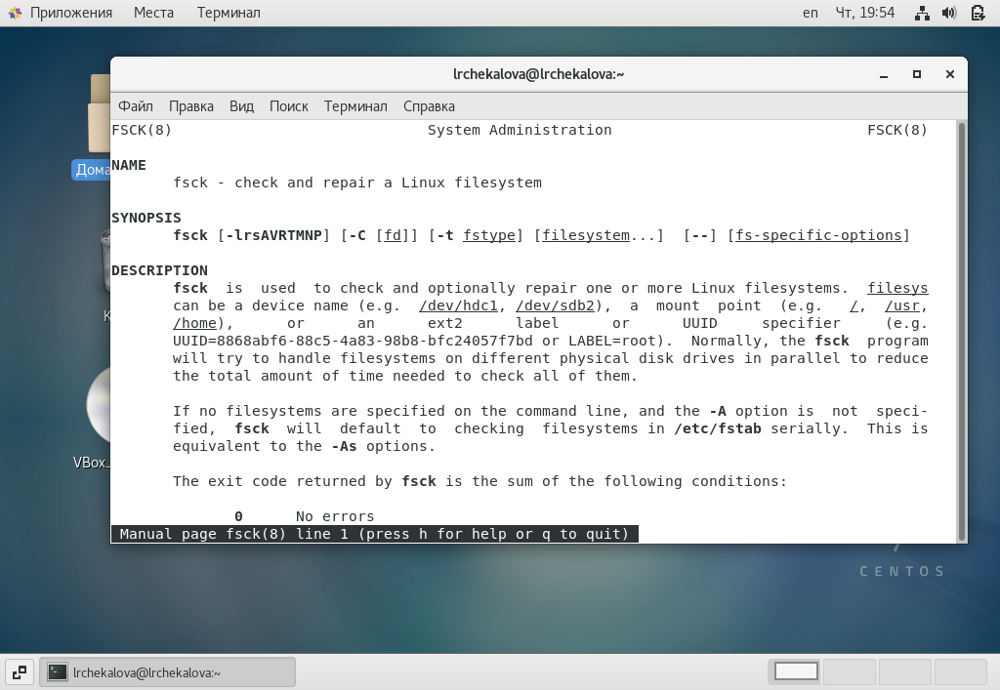 Приложения Места Терминал en Чт, 19:54
lrchekalova@lrchekalova:~
Файл Правка Вид Поиск Терминал Справка
FSCK(8) System Administration FSCK(8)
NAME
fsck - check and repair a Linux filesystem
SYNOPSIS
fsck [-lrsAVRTMNP] [-C [fd]] [-t fstype] [filesystem...] [--] [fs-specific-options]
DESCRIPTION
fsck is used to check and optionally repair one or more Linux filesystems. filesys
can be a device name (e.g. /dev/hdc1, /dev/sdb2), a mount point (e.g. /, /usr,
/home), or an ext2 label or UUID specifier (e.g.
UUID=8868abf6-88c5-4a83-98b8-bfc24057f7bd or LABEL=root). Normally, the fsck program
will try to handle filesystems on different physical disk drives in parallel to reduce
the total amount of time needed to check all of them.
If no filesystems are specified on the command line, and the -A option is not speci-
fied, fsck will default to checking filesystems in /etc/fstab serially. This is
equivalent to the -As options.
The exit code returned by fsck is the sum of the following conditions:
0 No errors
Manual page fsck(8) line 1 (press h for help or q to quit)
Дома
К
VBox_
CENTOS
lrchekalova@lrchekalova:~